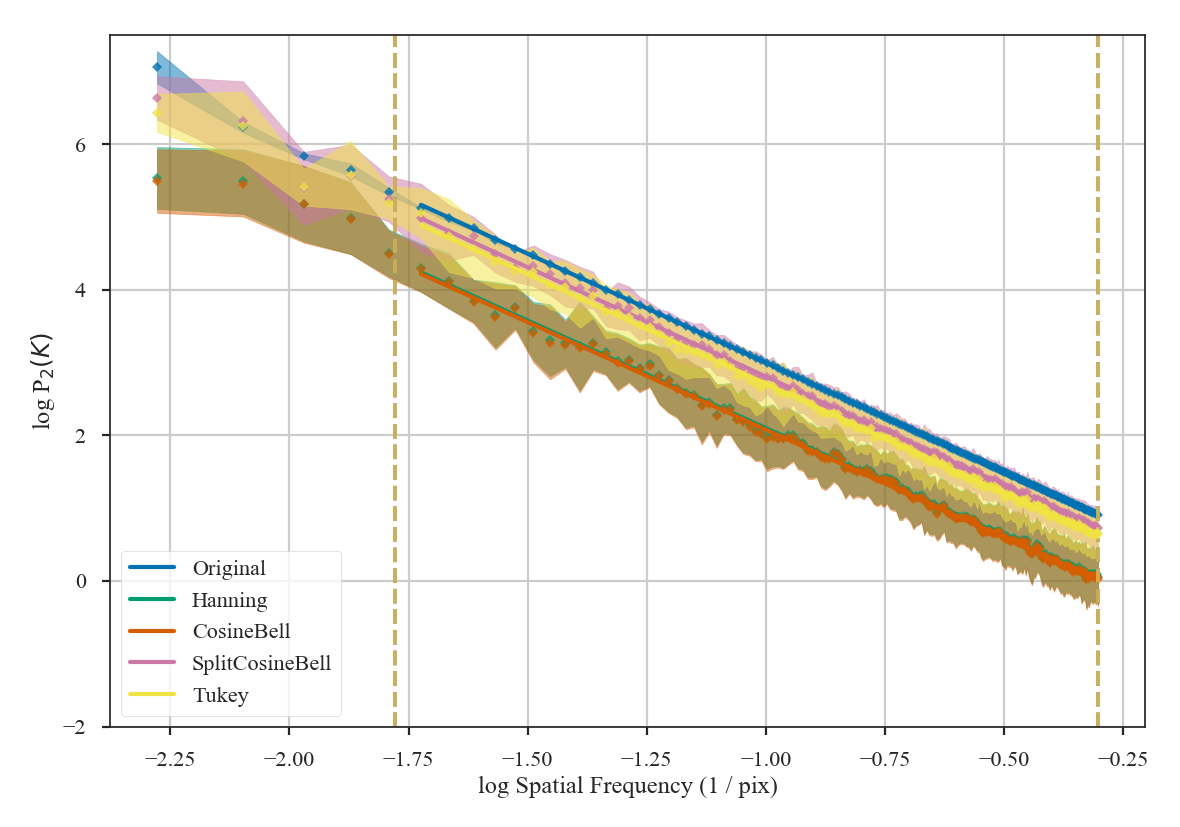 6
4
2
0
−2
log P2(K)
Original
Hanning
CosineBell
SplitCosineBell
Tukey
−2.25 −2.00 −1.75 −1.50 −1.25 −1.00 −0.75 −0.50 −0.25
log Spatial Frequency (1 / pix)